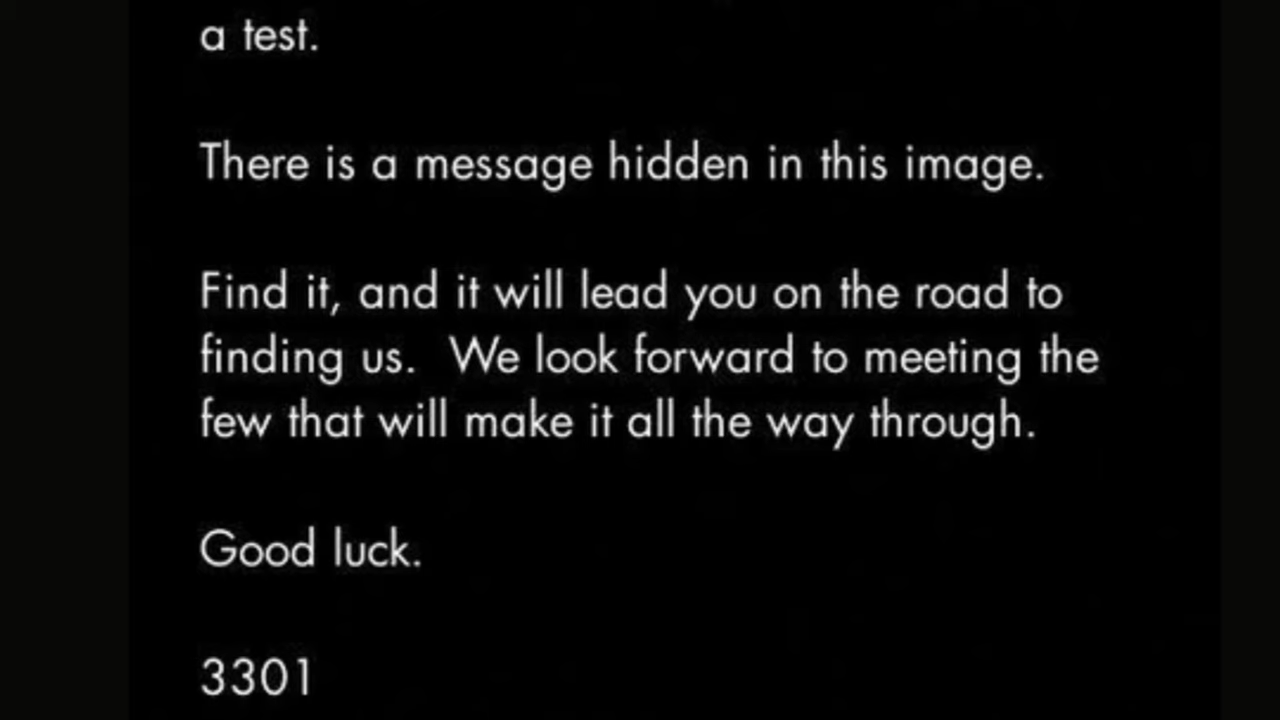 a test.
There is a message hidden in this image.
Find it, and it will lead you on the road to
finding us.  We look forward to meeting the
few that will make it all the way through.
Good luck.
3301